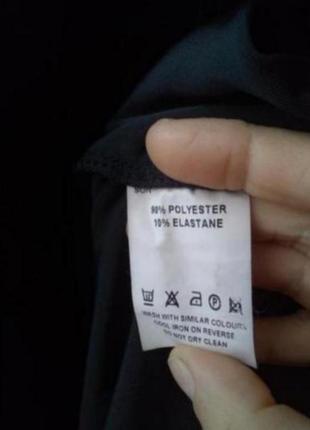 90% POLYESTER
10% ELASTANE
P
WASH WITH SIMILAR COLOURS
COOL IRON ON REVERSE
DO NOT DRY CLEAN